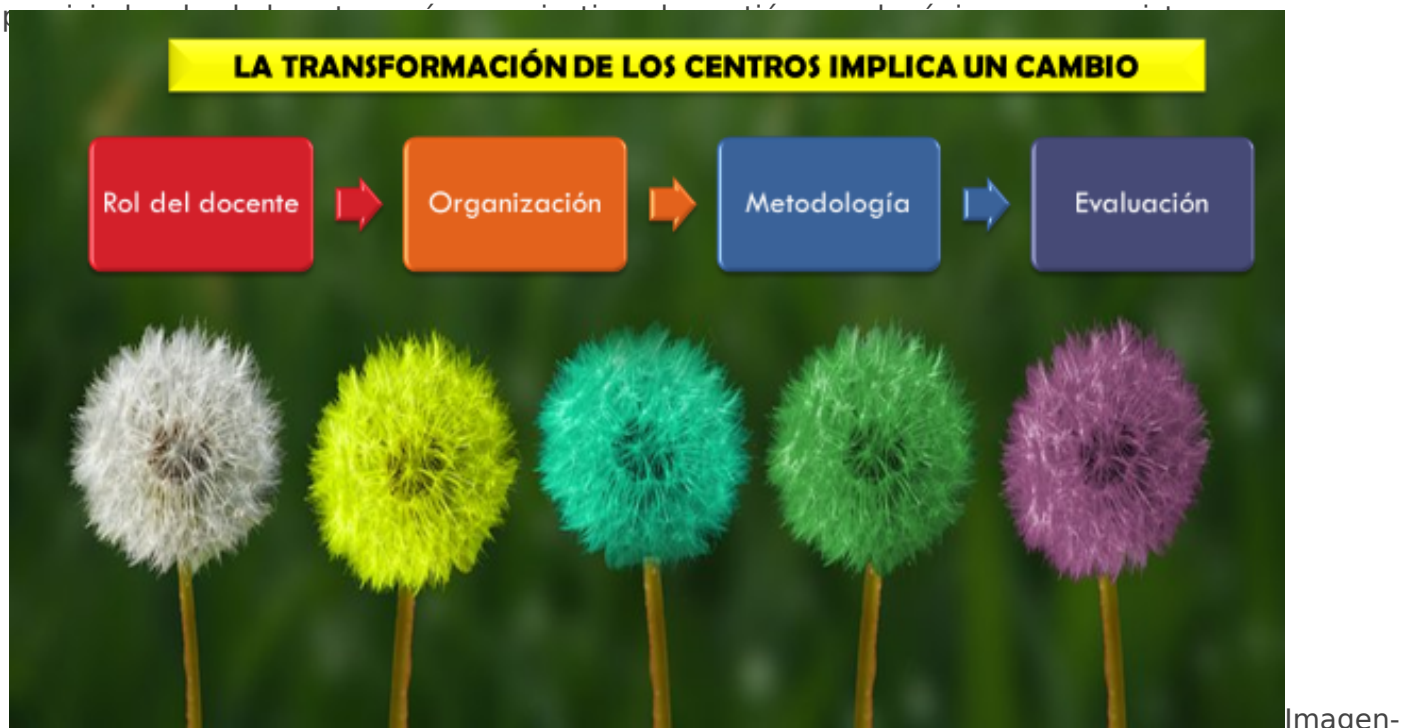 LA TRANSFORMACIÓN DE LOS CENTROS IMPLICA UN CAMBIO
Rol del docente
Organización
Metodología
Evaluación
Imagen-